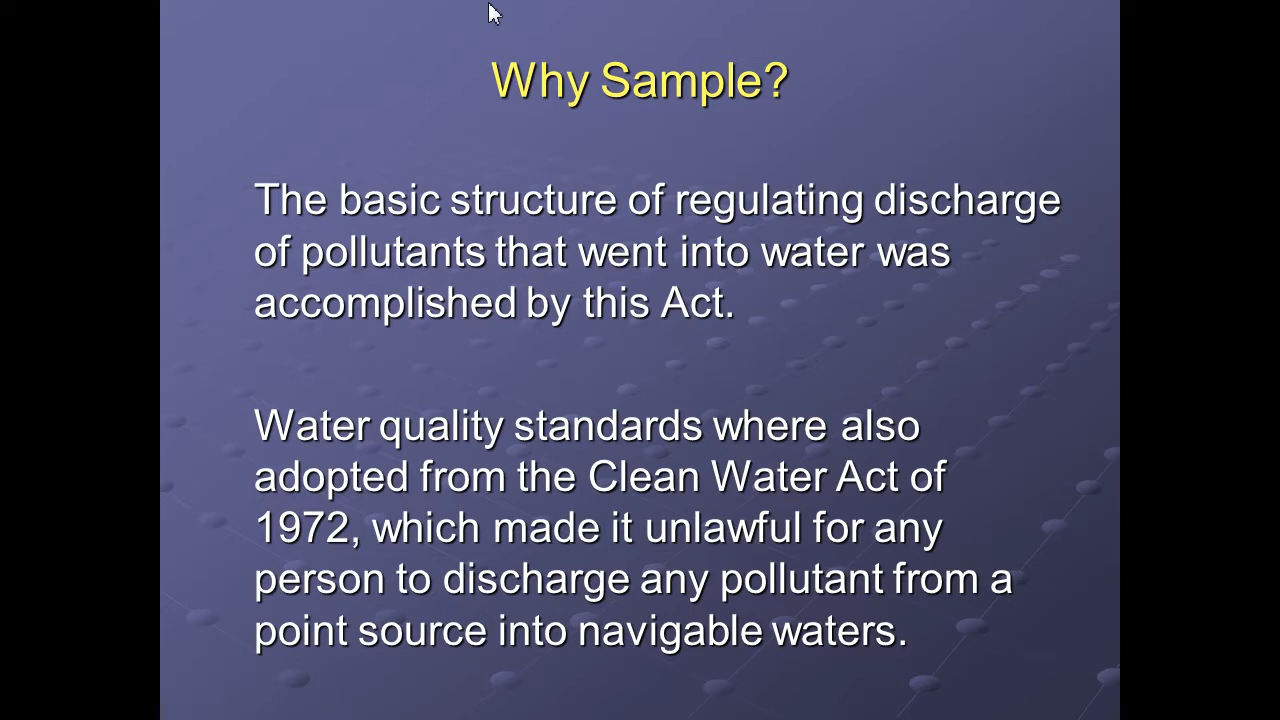 Why Sample?
The basic structure of regulating discharge
of pollutants that went into water was
accomplished by this Act.
Water quality standards where also
adopted from the Clean Water Act of
1972, which made it unlawful for any
person to discharge any pollutant from a
point source into navigable waters.